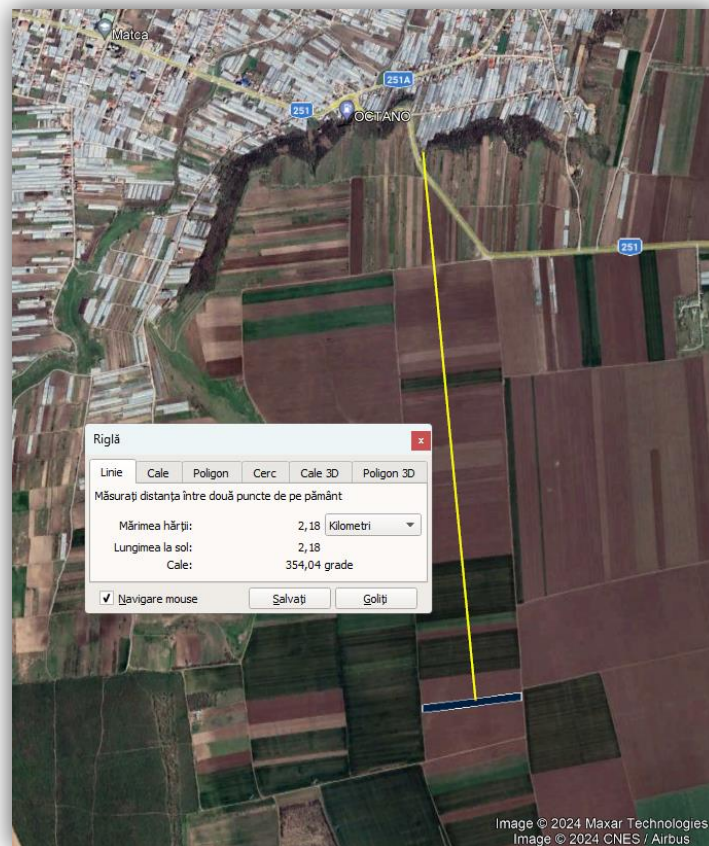 Matca
251A
251
OCTANO
251
Riglă
x
Linie Cale Poligon Cerc Cale 3D Poligon 3D
Măsurați distanța între două puncte de pe pământ
Mărimea hărții: 2,18 Kilometri
Lungimea la sol: 2,18
Cale: 354,04 grade
Navigare mouse Salvați Goliți
Image © 2024 Maxar Technologies
Image © 2024 CNES / Airbus